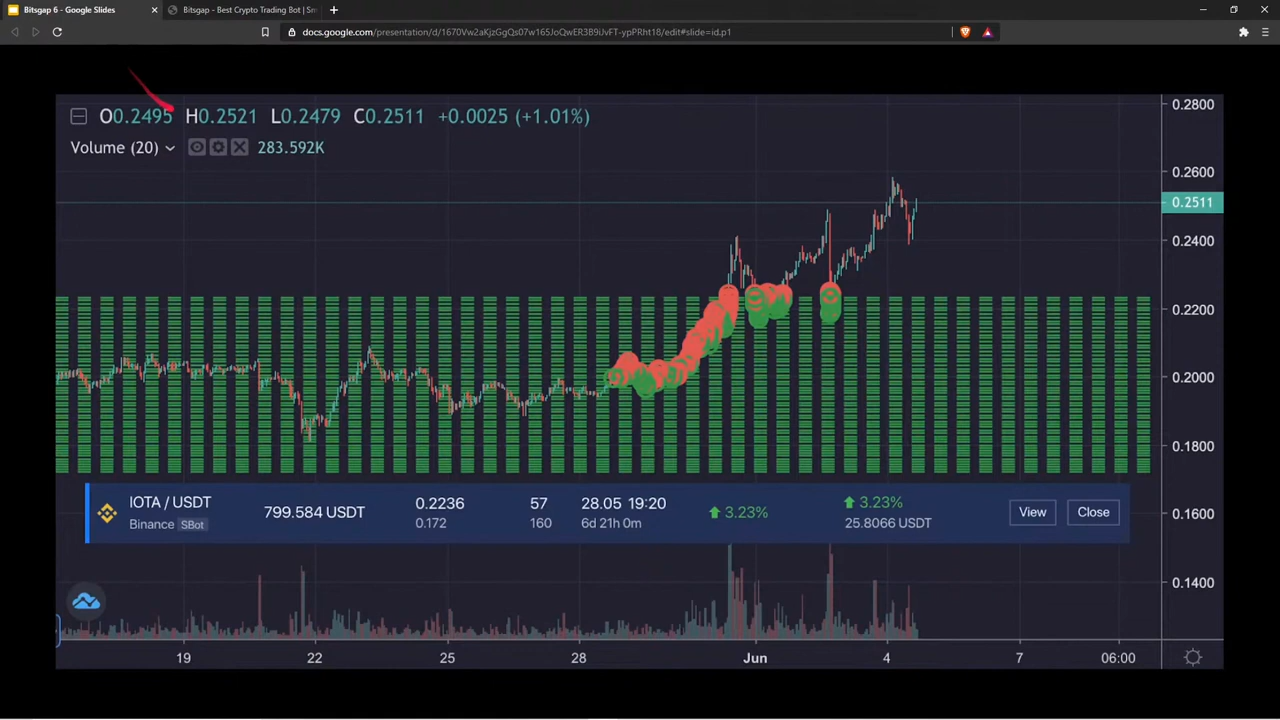 Bitsgap 6 - Google Slides
Bitsgap - Best Crypto Trading Bot | Sm
docs.google.com/presentation/d/1670Vw2aKjzGgQs07w165JoQwER3B9iJvFT-ypPRht18/edit#slide=id.p1
O0.2495 H0.2521 L0.2479 C0.2511 +0.0025 (+1.01%)
Volume (20) 283.592K
0.2800
0.2600
0.2511
0.2400
0.2200
0.2000
0.1800
0.1600
0.1400
IOTA / USDT
Binance SBot
799.584 USDT
0.2236
0.172
57
160
28.05 19:20
6d 21h 0m
3.23%
3.23%
25.8066 USDT
View
Close
19 22 25 28 Jun 4 7 06:00